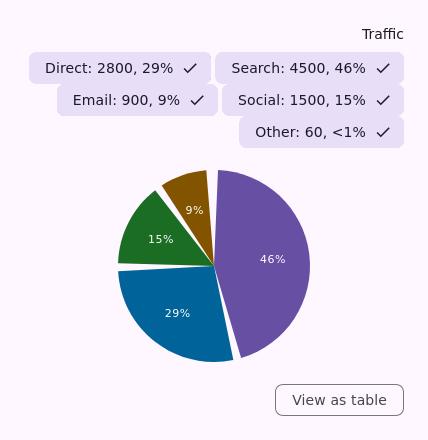 Traffic
Direct: 2800, 29% Search: 4500, 46%
Email: 900, 9% Social: 1500, 15%
Other: 60, <1%
9%
15%
46%
29%
View as table